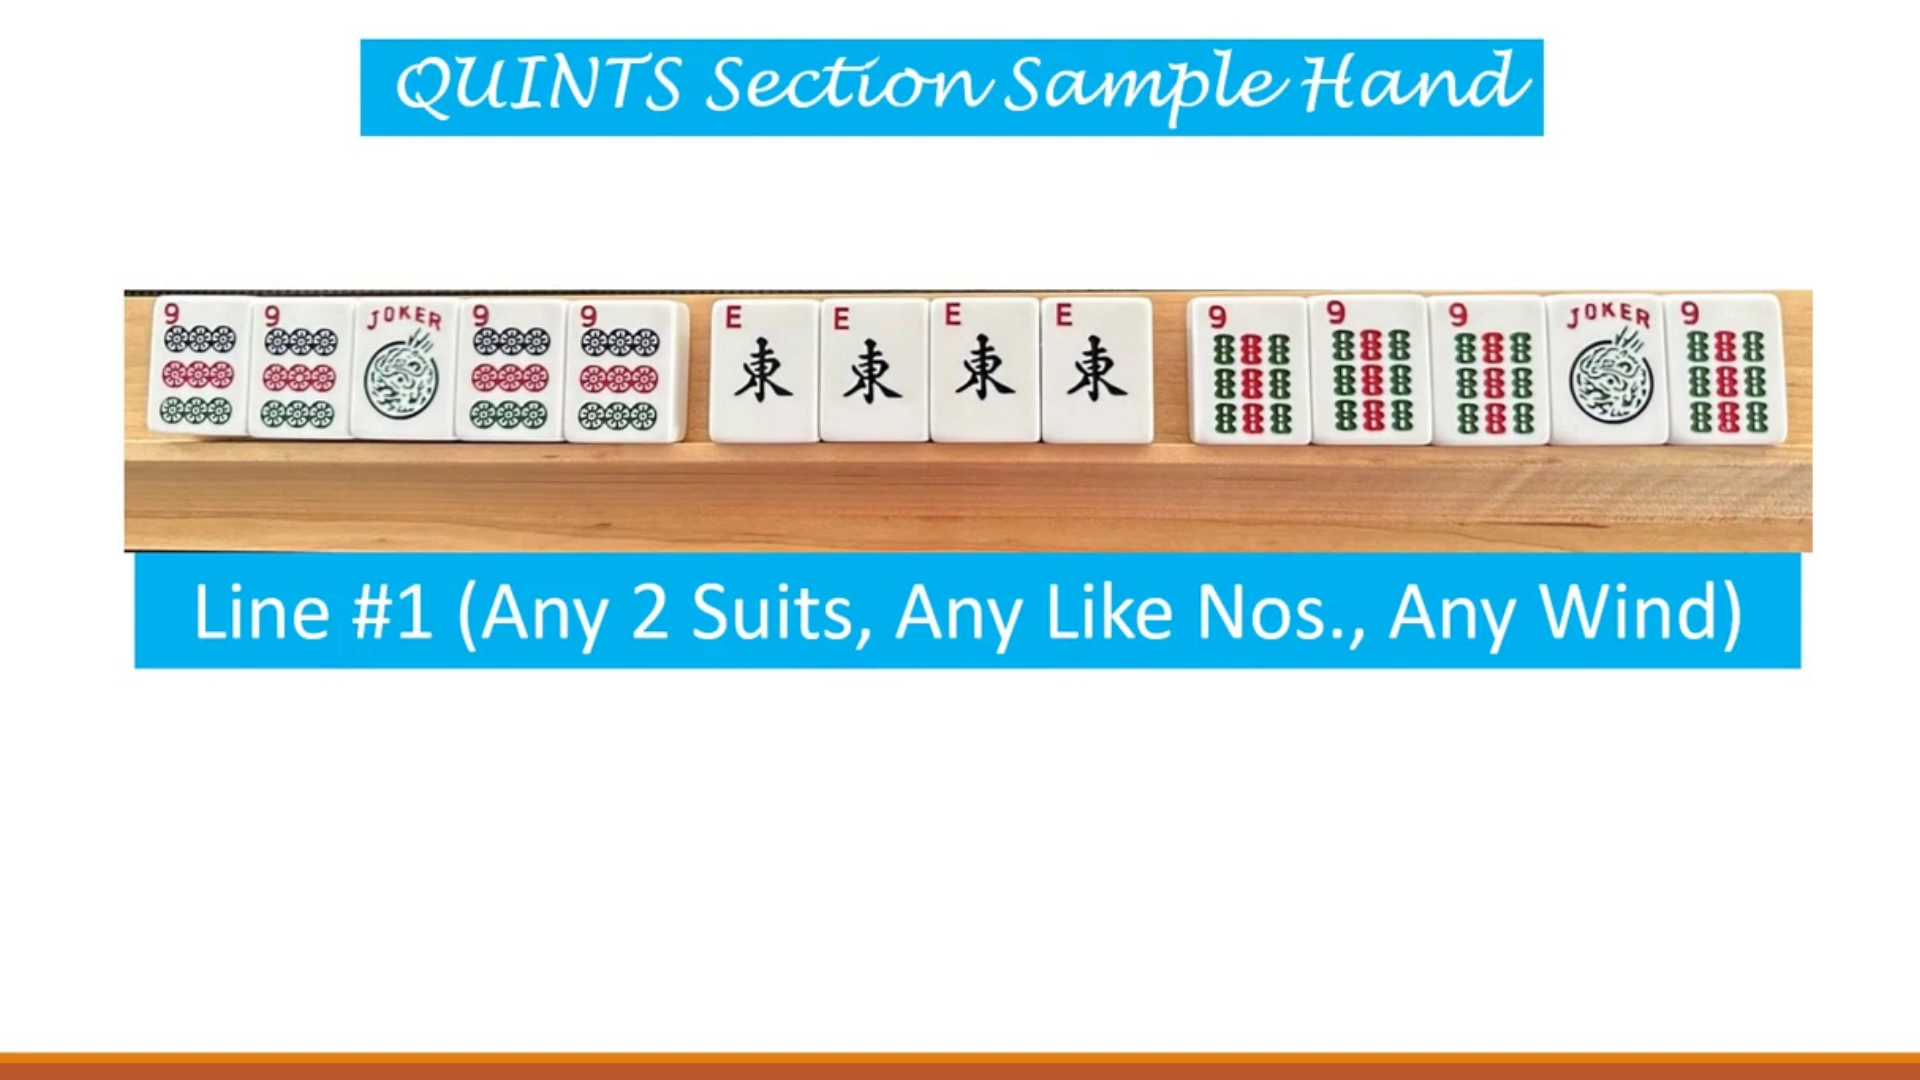 QUINTS Section Sample Hand
9 9 JOKER 9 9 E E E E 9 9 9 JOKER 9
東 東 東 東
Line #1 (Any 2 Suits, Any Like Nos., Any Wind)